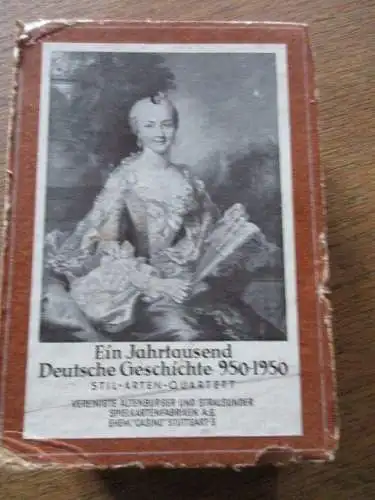 Ein Jahrtausend
Deutsche Geschichte 950-1950
STIL-ARTEN-QUARTETT
VEREINIGTE ALTENBURGER UND STRALSUNDER
SPIELKARTENFABRIKEN A.G.
EHEM. "CASINO" STUTTGART-S